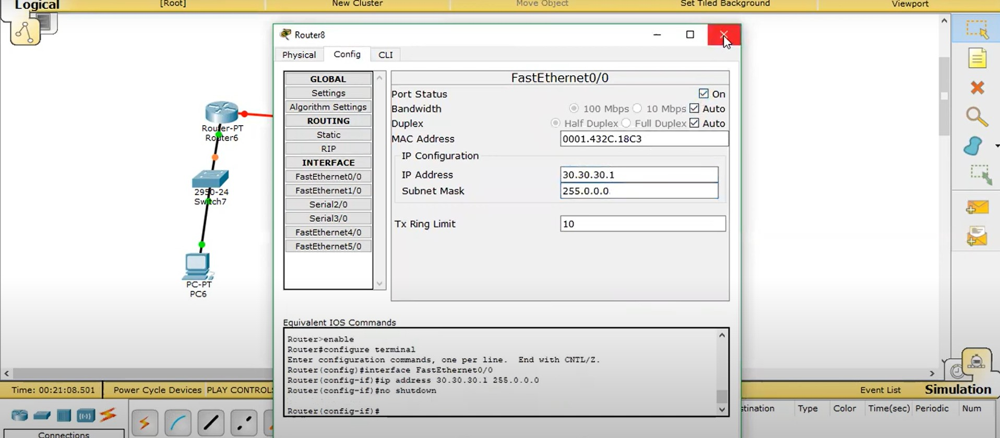 Logical
[Root]
New Cluster
Move Object
Set Tiled Background
Viewport
Router-PT
Router6
2950-24
Switch7
PC-PT
PC6
Router8
Physical
Config
CLI
GLOBAL
Settings
Algorithm Settings
ROUTING
Static
RIP
INTERFACE
FastEthernet0/0
FastEthernet1/0
Serial2/0
Serial3/0
FastEthernet4/0
FastEthernet5/0
FastEthernet0/0
Port Status
On
Bandwidth
100 Mbps
10 Mbps
Auto
Duplex
Half Duplex
Full Duplex
Auto
MAC Address
0001.432C.18C3
IP Configuration
IP Address
30.30.30.1
Subnet Mask
255.0.0.0
Tx Ring Limit
10
Equivalent IOS Commands
Router>enable
Router#configure terminal
Enter configuration commands, one per line.  End with CNTL/Z.
Router(config)#interface FastEthernet0/0
Router(config-if)#ip address 30.30.30.1 255.0.0.0
Router(config-if)#no shutdown
Router(config-if)#
Time: 00:21:08.501
Power Cycle Devices
PLAY CONTROLS
Event List
Simulation
stination
Type
Color
Time(sec)
Periodic
Num
Connections